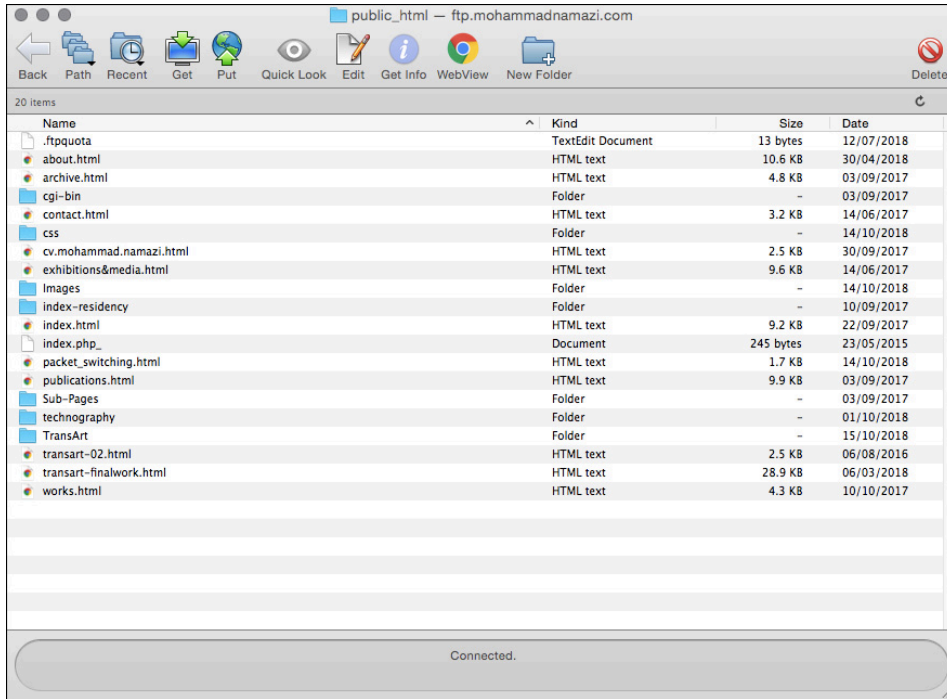 public_html — ftp.mohammadnamazi.com
Back Path Recent Get Put Quick Look Edit Get Info WebView New Folder Delete
20 items
Name Kind Size Date
.ftpquota TextEdit Document 13 bytes 12/07/2018
about.html HTML text 10.6 KB 30/04/2018
archive.html HTML text 4.8 KB 03/09/2017
cgi-bin Folder – 03/09/2017
contact.html HTML text 3.2 KB 14/06/2017
css Folder – 14/10/2018
cv.mohammad.namazi.html HTML text 2.5 KB 30/09/2017
exhibitions&media.html HTML text 9.6 KB 14/06/2017
Images Folder – 14/10/2018
index-residency Folder – 10/09/2017
index.html HTML text 9.2 KB 22/09/2017
index.php_ Document 245 bytes 23/05/2015
packet_switching.html HTML text 1.7 KB 14/10/2018
publications.html HTML text 9.9 KB 03/09/2017
Sub-Pages Folder – 03/09/2017
technography Folder – 01/10/2018
TransArt Folder – 15/10/2018
transart-02.html HTML text 2.5 KB 06/08/2016
transart-finalwork.html HTML text 28.9 KB 06/03/2018
works.html HTML text 4.3 KB 10/10/2017
Connected.